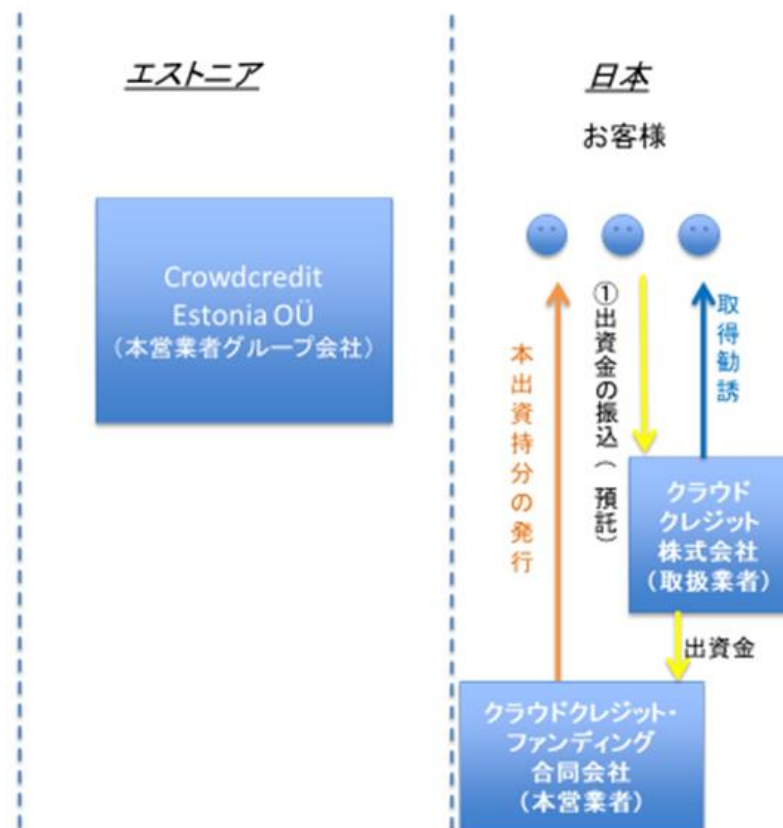 エストニア
日本
お客様
Crowdcredit
Estonia OÜ
（本営業者グループ会社）
本出資持分の発行
①出資金の振込（ 預託）
取得勧誘
クラウド
クレジット
株式会社
（取扱業者）
出資金
クラウドクレジット・
ファンディング
合同会社
（本営業者）